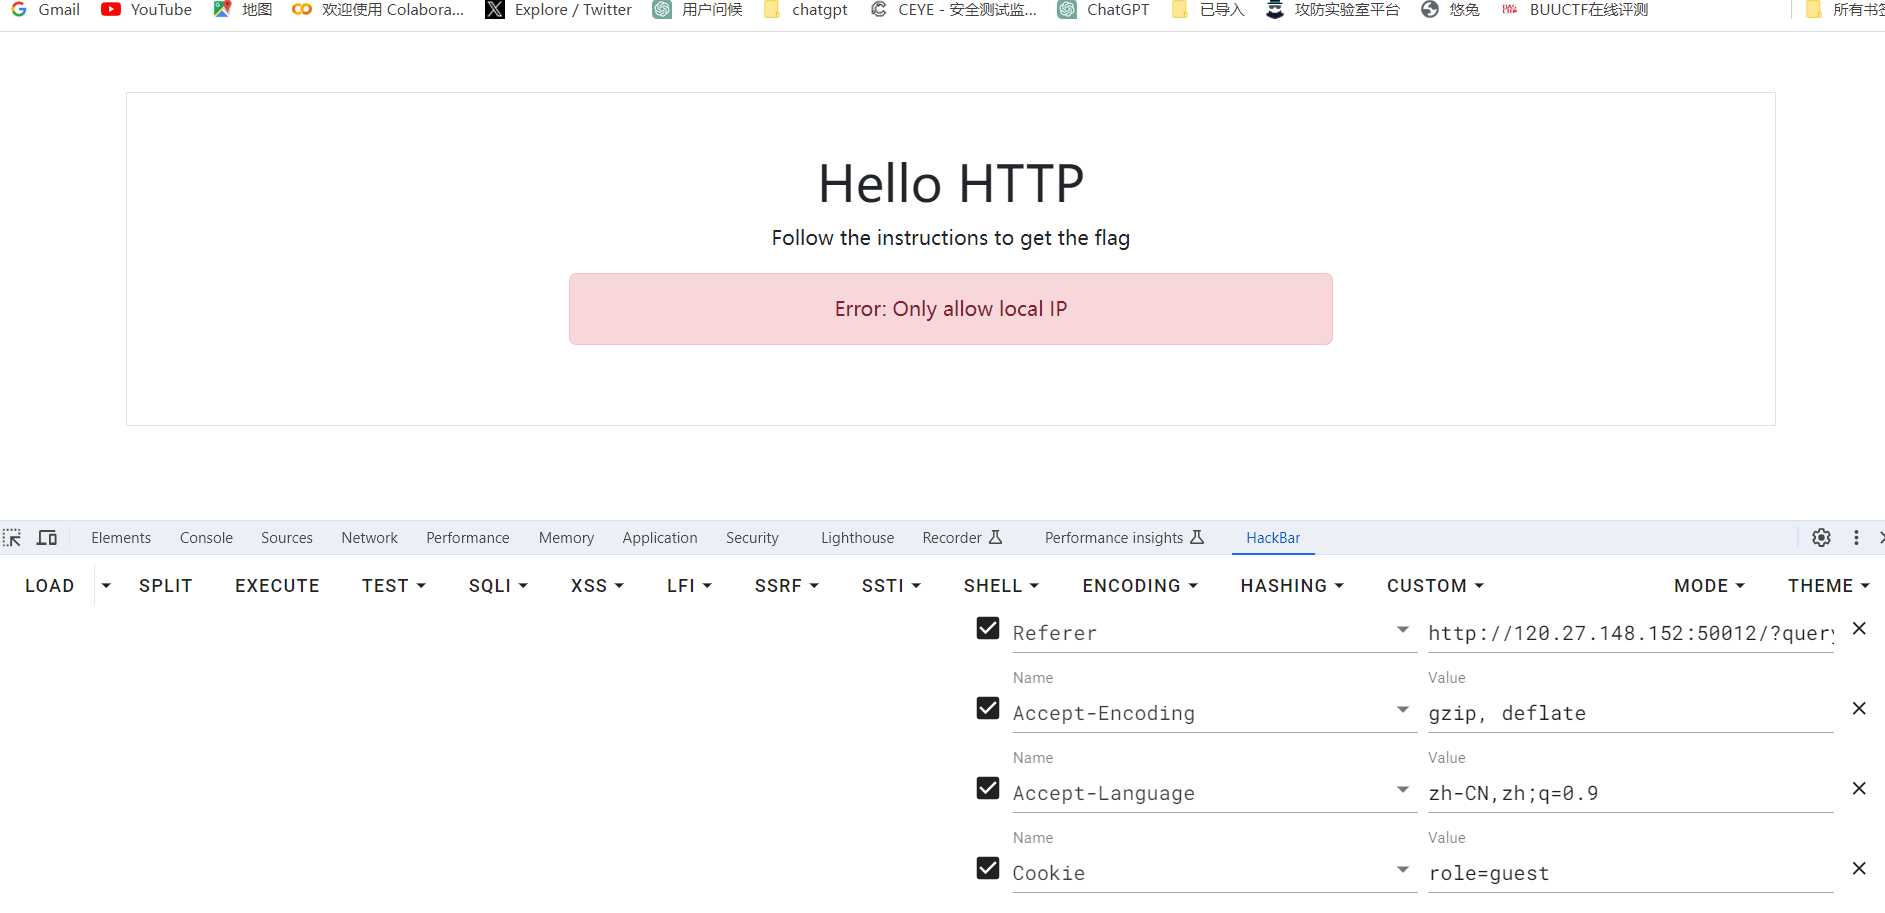 Gmail YouTube 地图 欢迎使用 Colabora... Explore / Twitter 用户问候 chatgpt CEYE - 安全测试监... ChatGPT 已导入 攻防实验室平台 悠兔 BUUCTF在线评测 所有书签
Hello HTTP
Follow the instructions to get the flag
Error: Only allow local IP
Elements Console Sources Network Performance Memory Application Security Lighthouse Recorder Performance insights HackBar
LOAD SPLIT EXECUTE TEST SQLI XSS LFI SSRF SSTI SHELL ENCODING HASHING CUSTOM MODE THEME
Referer http://120.27.148.152:50012/?query
Name Value
Accept-Encoding gzip, deflate
Name Value
Accept-Language zh-CN,zh;q=0.9
Name Value
Cookie role=guest